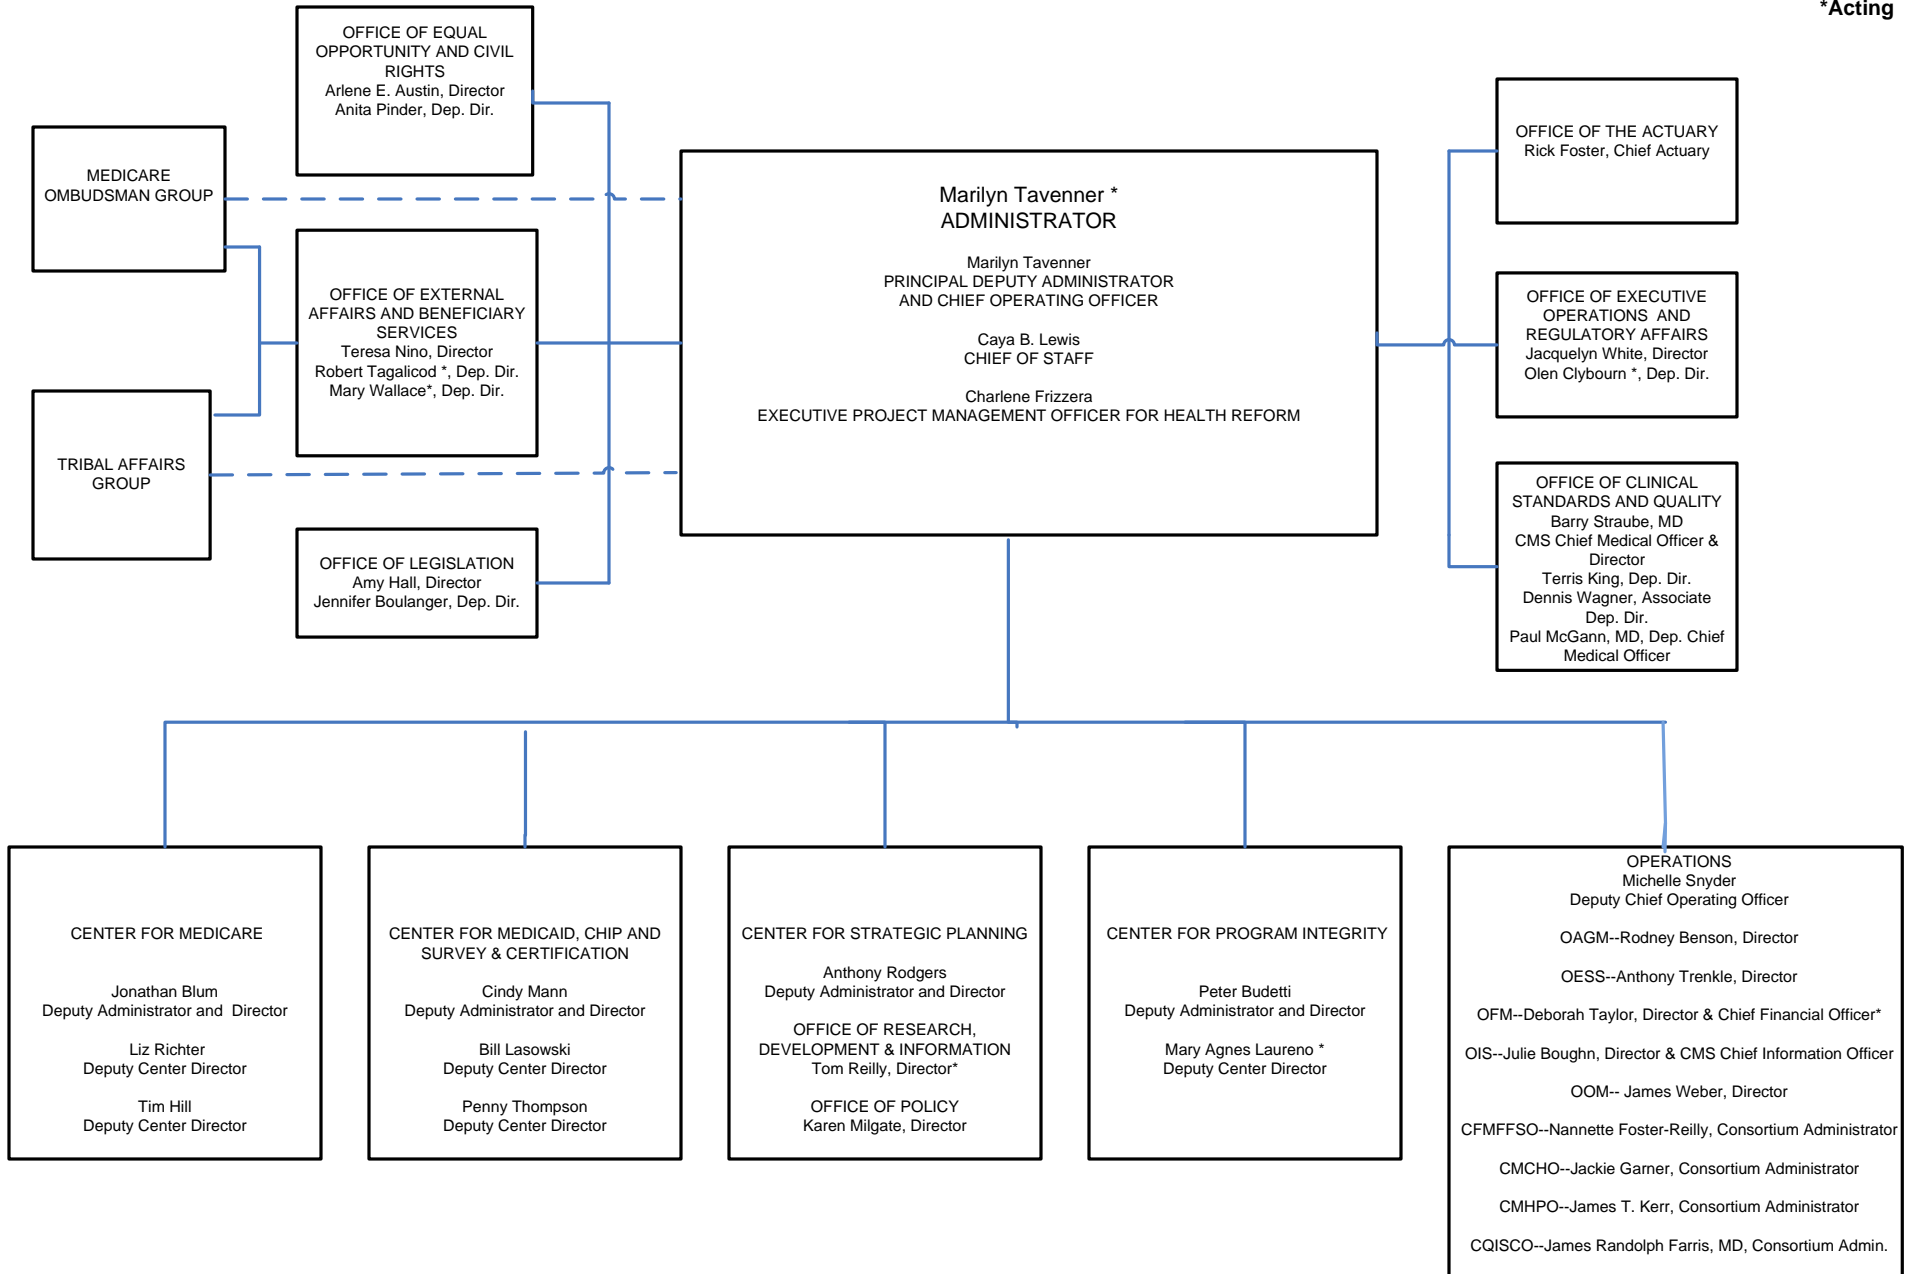 *Acting
OFFICE OF EQUAL
OPPORTUNITY AND CIVIL
RIGHTS
Arlene E. Austin, Director
Anita Pinder, Dep. Dir.
MEDICARE
OMBUDSMAN GROUP
OFFICE OF EXTERNAL
AFFAIRS AND BENEFICIARY
SERVICES
Teresa Nino, Director
Robert Tagalicod *, Dep. Dir.
Mary Wallace*, Dep. Dir.
TRIBAL AFFAIRS
GROUP
OFFICE OF LEGISLATION
Amy Hall, Director
Jennifer Boulanger, Dep. Dir.
Marilyn Tavenner *
ADMINISTRATOR
Marilyn Tavenner
PRINCIPAL DEPUTY ADMINISTRATOR
AND CHIEF OPERATING OFFICER
Caya B. Lewis
CHIEF OF STAFF
Charlene Frizzera
EXECUTIVE PROJECT MANAGEMENT OFFICER FOR HEALTH REFORM
OFFICE OF THE ACTUARY
Rick Foster, Chief Actuary
OFFICE OF EXECUTIVE
OPERATIONS  AND
REGULATORY AFFAIRS
Jacquelyn White, Director
Olen Clybourn *, Dep. Dir.
OFFICE OF CLINICAL
STANDARDS AND QUALITY
Barry Straube, MD
CMS Chief Medical Officer &
Director
Terris King, Dep. Dir.
Dennis Wagner, Associate
Dep. Dir.
Paul McGann, MD, Dep. Chief
Medical Officer
CENTER FOR MEDICARE
Jonathan Blum
Deputy Administrator and  Director
Liz Richter
Deputy Center Director
Tim Hill
Deputy Center Director
CENTER FOR MEDICAID, CHIP AND
SURVEY & CERTIFICATION
Cindy Mann
Deputy Administrator and Director
Bill Lasowski
Deputy Center Director
Penny Thompson
Deputy Center Director
CENTER FOR STRATEGIC PLANNING
Anthony Rodgers
Deputy Administrator and Director
OFFICE OF RESEARCH,
DEVELOPMENT & INFORMATION
Tom Reilly, Director*
OFFICE OF POLICY
Karen Milgate, Director
CENTER FOR PROGRAM INTEGRITY
Peter Budetti
Deputy Administrator and Director
Mary Agnes Laureno *
Deputy Center Director
OPERATIONS
Michelle Snyder
Deputy Chief Operating Officer
OAGM--Rodney Benson, Director
OESS--Anthony Trenkle, Director
OFM--Deborah Taylor, Director & Chief Financial Officer*
OIS--Julie Boughn, Director & CMS Chief Information Officer
OOM-- James Weber, Director
CFMFFSO--Nannette Foster-Reilly, Consortium Administrator
CMCHO--Jackie Garner, Consortium Administrator
CMHPO--James T. Kerr, Consortium Administrator
CQISCO--James Randolph Farris, MD, Consortium Admin.